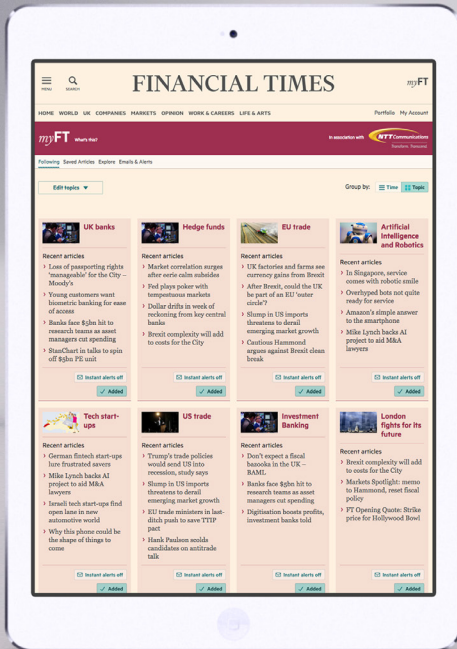 FINANCIAL TIMES
MENU
SEARCH
myFT
HOME WORLD UK COMPANIES MARKETS OPINION WORK & CAREERS LIFE & ARTS
Portfolio My Account
myFT What's this?
In association with
NTT Communications
Transform. Transcend.
Following Saved Articles Explore Emails & Alerts
Edit topics
Group by: Time Topic
UK banks
Recent articles
Loss of passporting rights
'manageable' for the City –
Moody's
Young customers want
biometric banking for ease
of access
Banks face $5bn hit to
research teams as asset
managers cut spending
StanChart in talks to spin
off $5bn PE unit
Instant alerts off
Added
Hedge funds
Recent articles
Market correlation surges
after eerie calm subsides
Fed plays poker with
tempestuous markets
Dollar drifts in week of
reckoning from key central
banks
Brexit complexity will add
to costs for the City
Instant alerts off
Added
EU trade
Recent articles
UK factories and farms see
currency gains from Brexit
After Brexit, could the UK
be part of an EU 'outer
circle'?
Slump in US imports
threatens to derail
emerging market growth
Cautious Hammond
argues against Brexit clean
break
Instant alerts off
Added
Artificial
Intelligence
and Robotics
Recent articles
In Singapore, service
comes with robotic smile
Overhyped bots not quite
ready for service
Amazon's simple answer
to the smartphone
Mike Lynch backs AI
project to aid M&A
lawyers
Instant alerts off
Added
Tech start-
ups
Recent articles
German fintech start-ups
lure frustrated savers
Mike Lynch backs AI
project to aid M&A
lawyers
Israeli tech start-ups find
open lane in new
automotive world
Why this phone could be
the shape of things to
come
Instant alerts off
Added
US trade
Recent articles
Trump's trade policies
would send US into
recession, study says
Slump in US imports
threatens to derail
emerging market growth
EU trade ministers in last-
ditch push to save TTIP
pact
Hank Paulson scolds
candidates on antitrade
talk
Instant alerts off
Added
Investment
Banking
Recent articles
Don't expect a fiscal
bazooka in the UK –
BAML
Banks face $5bn hit to
research teams as asset
managers cut spending
Digitisation boosts profits,
investment banks told
Instant alerts off
Added
London
fights for its
future
Recent articles
Brexit complexity will add
to costs for the City
Markets Spotlight: memo
to Hammond, reset fiscal
policy
FT Opening Quote: Strike
price for Hollywood Bowl
Instant alerts off
Added